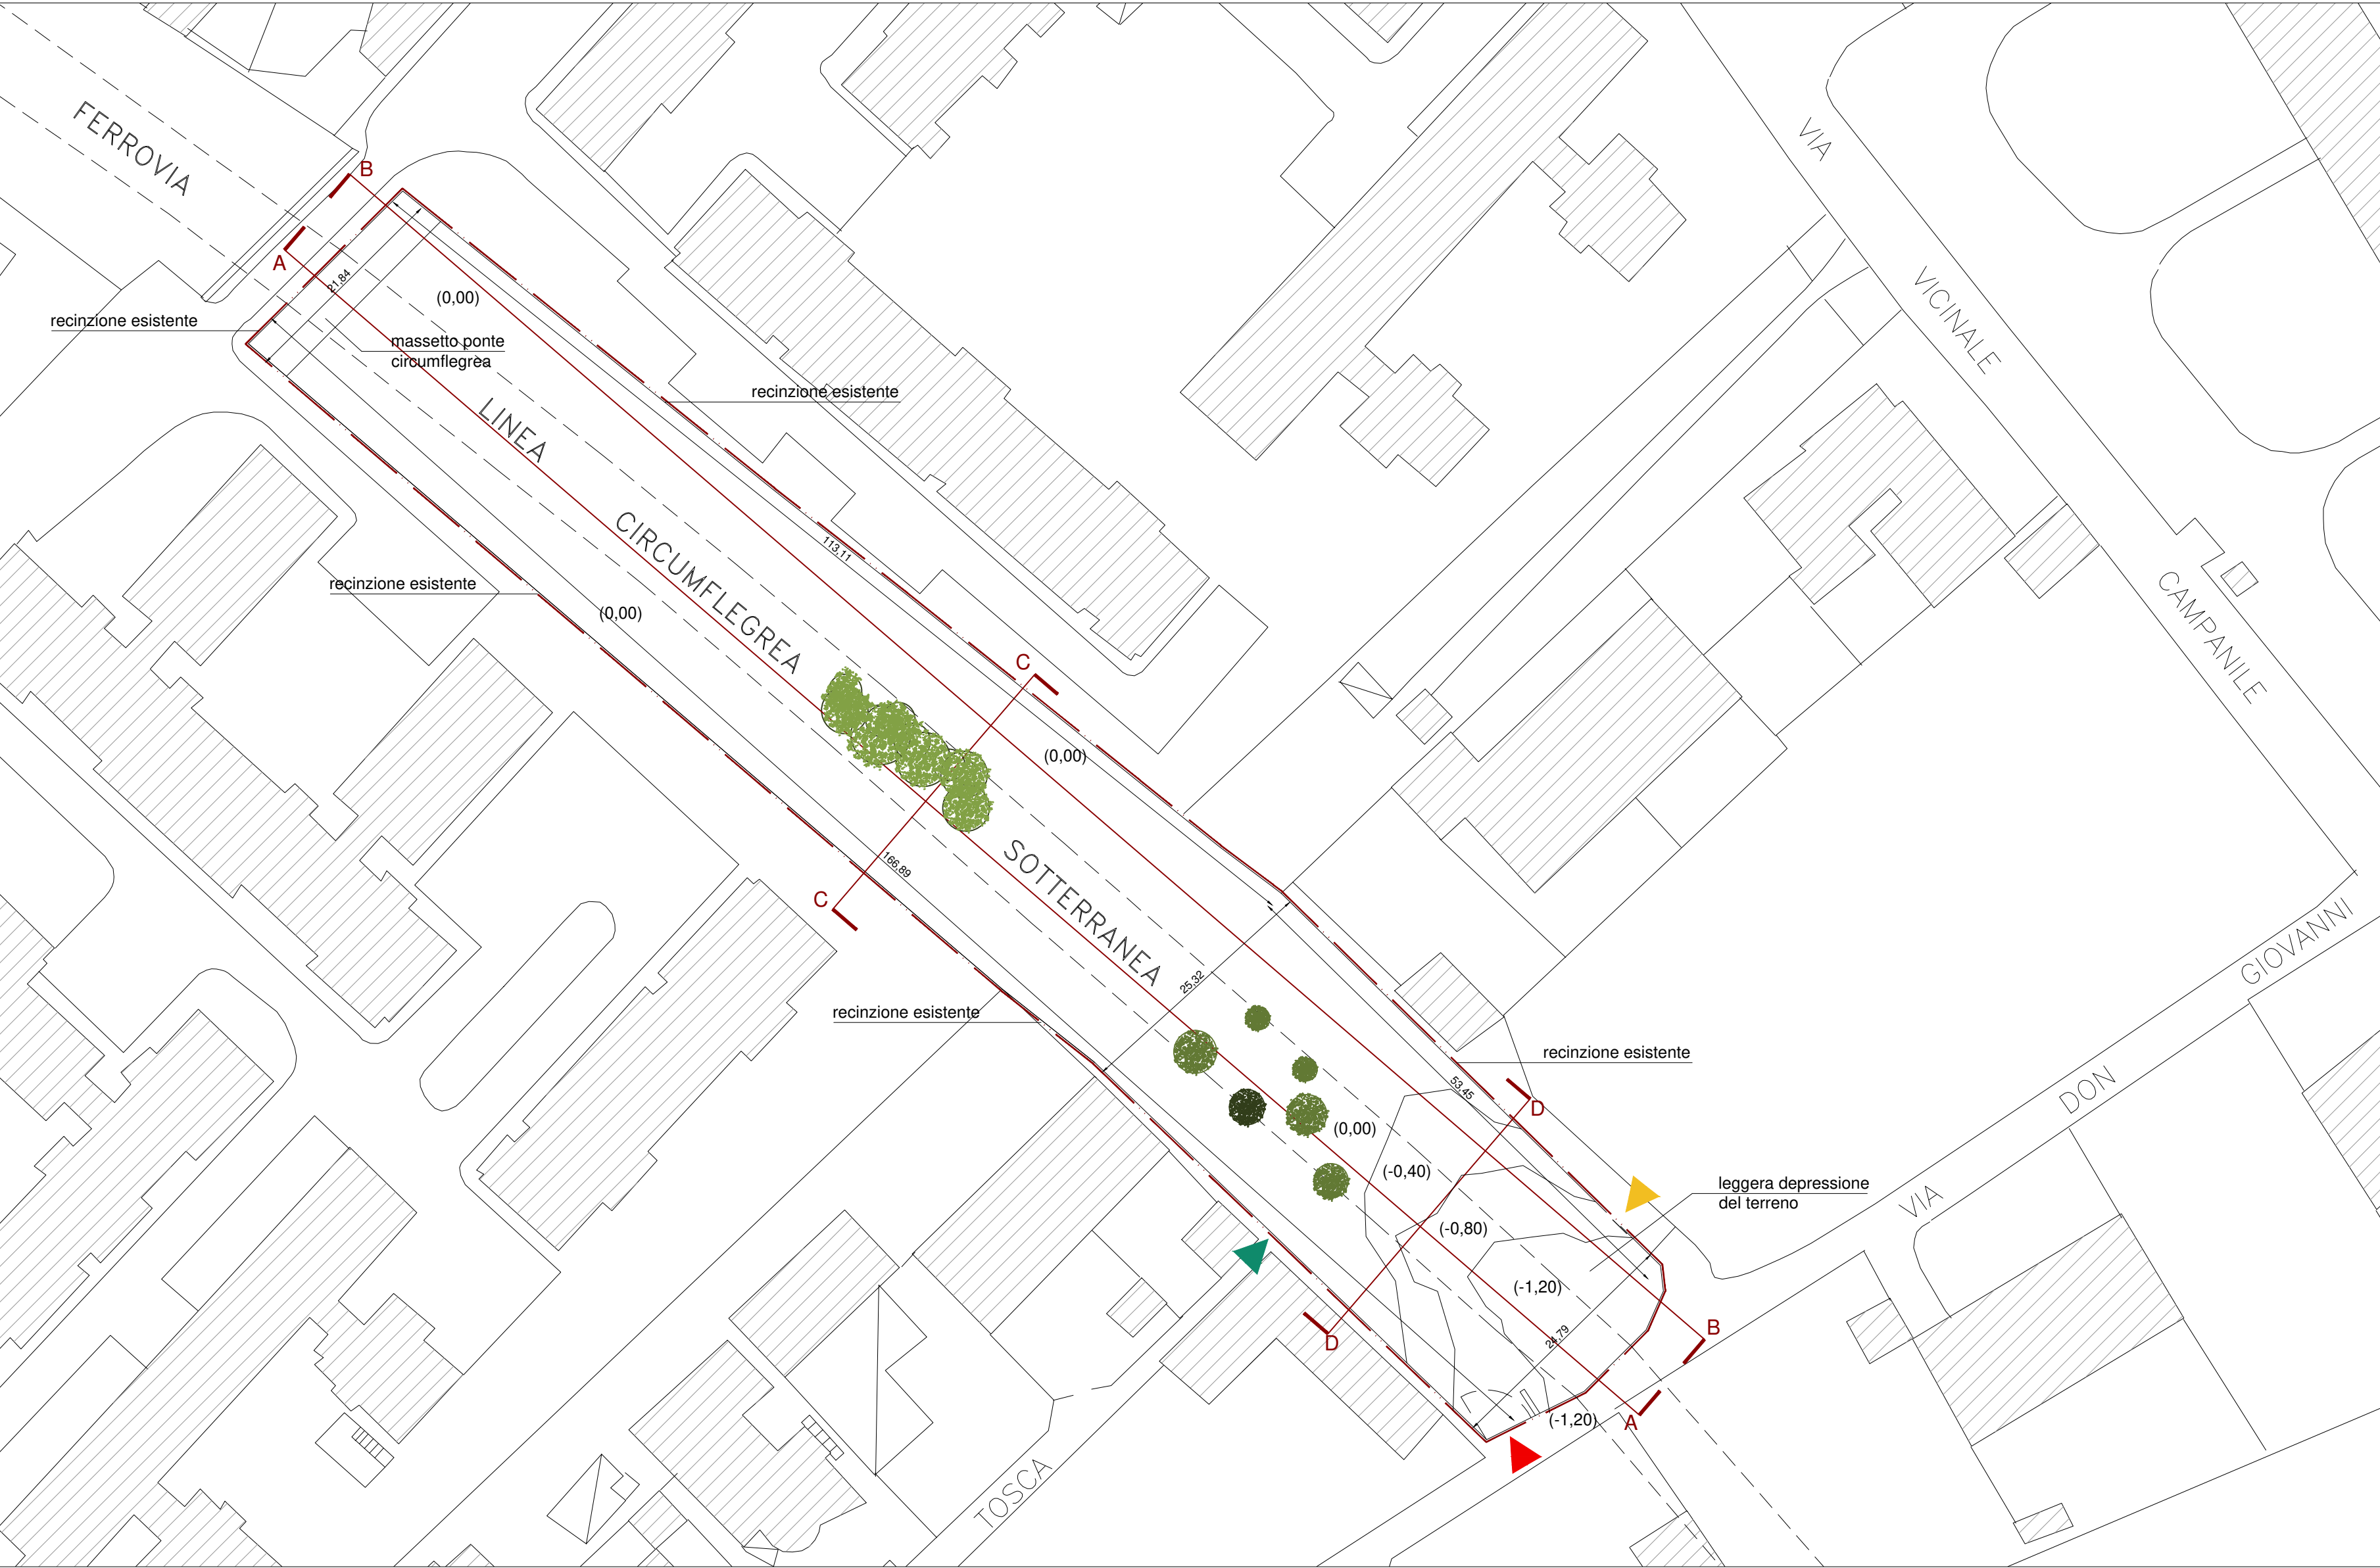 FERROVIA
B
A
21,84
(0,00)
recinzione esistente
massetto ponte
circumflegrea
recinzione esistente
LINEA
VIA
VICINALE
CAMPANILE
CIRCUMFLEGREA
113,11
recinzione esistente
(0,00)
C
(0,00)
C
166,89
SOTTERRANEA
25,32
recinzione esistente
recinzione esistente
53,45
D
(0,00)
(-0,40)
(-0,80)
(-1,20)
leggera depressione
del terreno
VIA
DON
GIOVANNI
24,79
B
D
A
(-1,20)
TOSCA